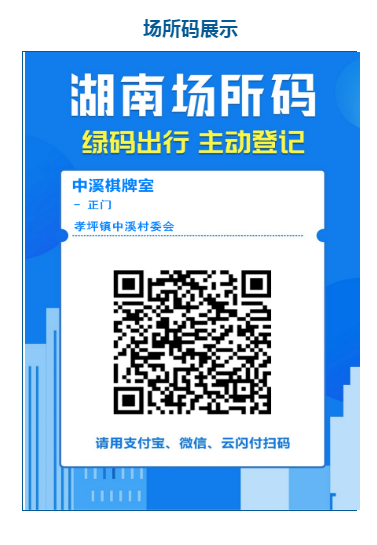 场所码展示
湖南场所码
绿码出行 主动登记
中溪棋牌室
- 正门
孝坪镇中溪村委会
请用支付宝、微信、云闪付扫码